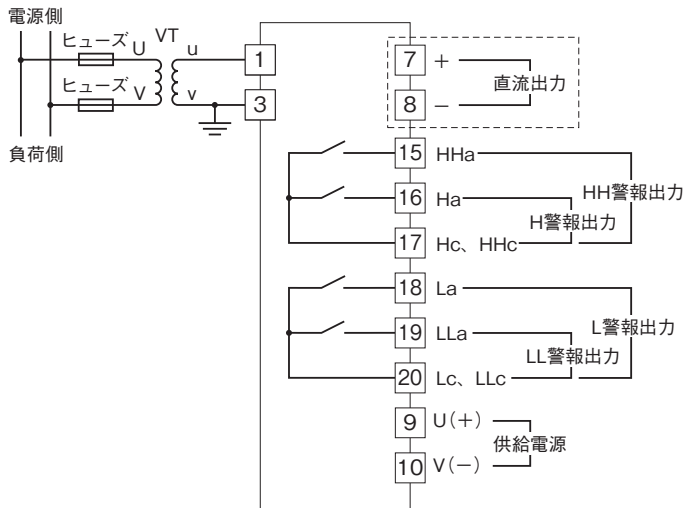 電源側
ヒューズ U VT u
1
ヒューズ V v
3
負荷側
7 +
直流出力
8 −
15 HHa
HH警報出力
16 Ha
H警報出力
17 Hc、HHc
18 La
L警報出力
19 LLa
LL警報出力
20 Lc、LLc
9 U(+)
供給電源
10 V(−)